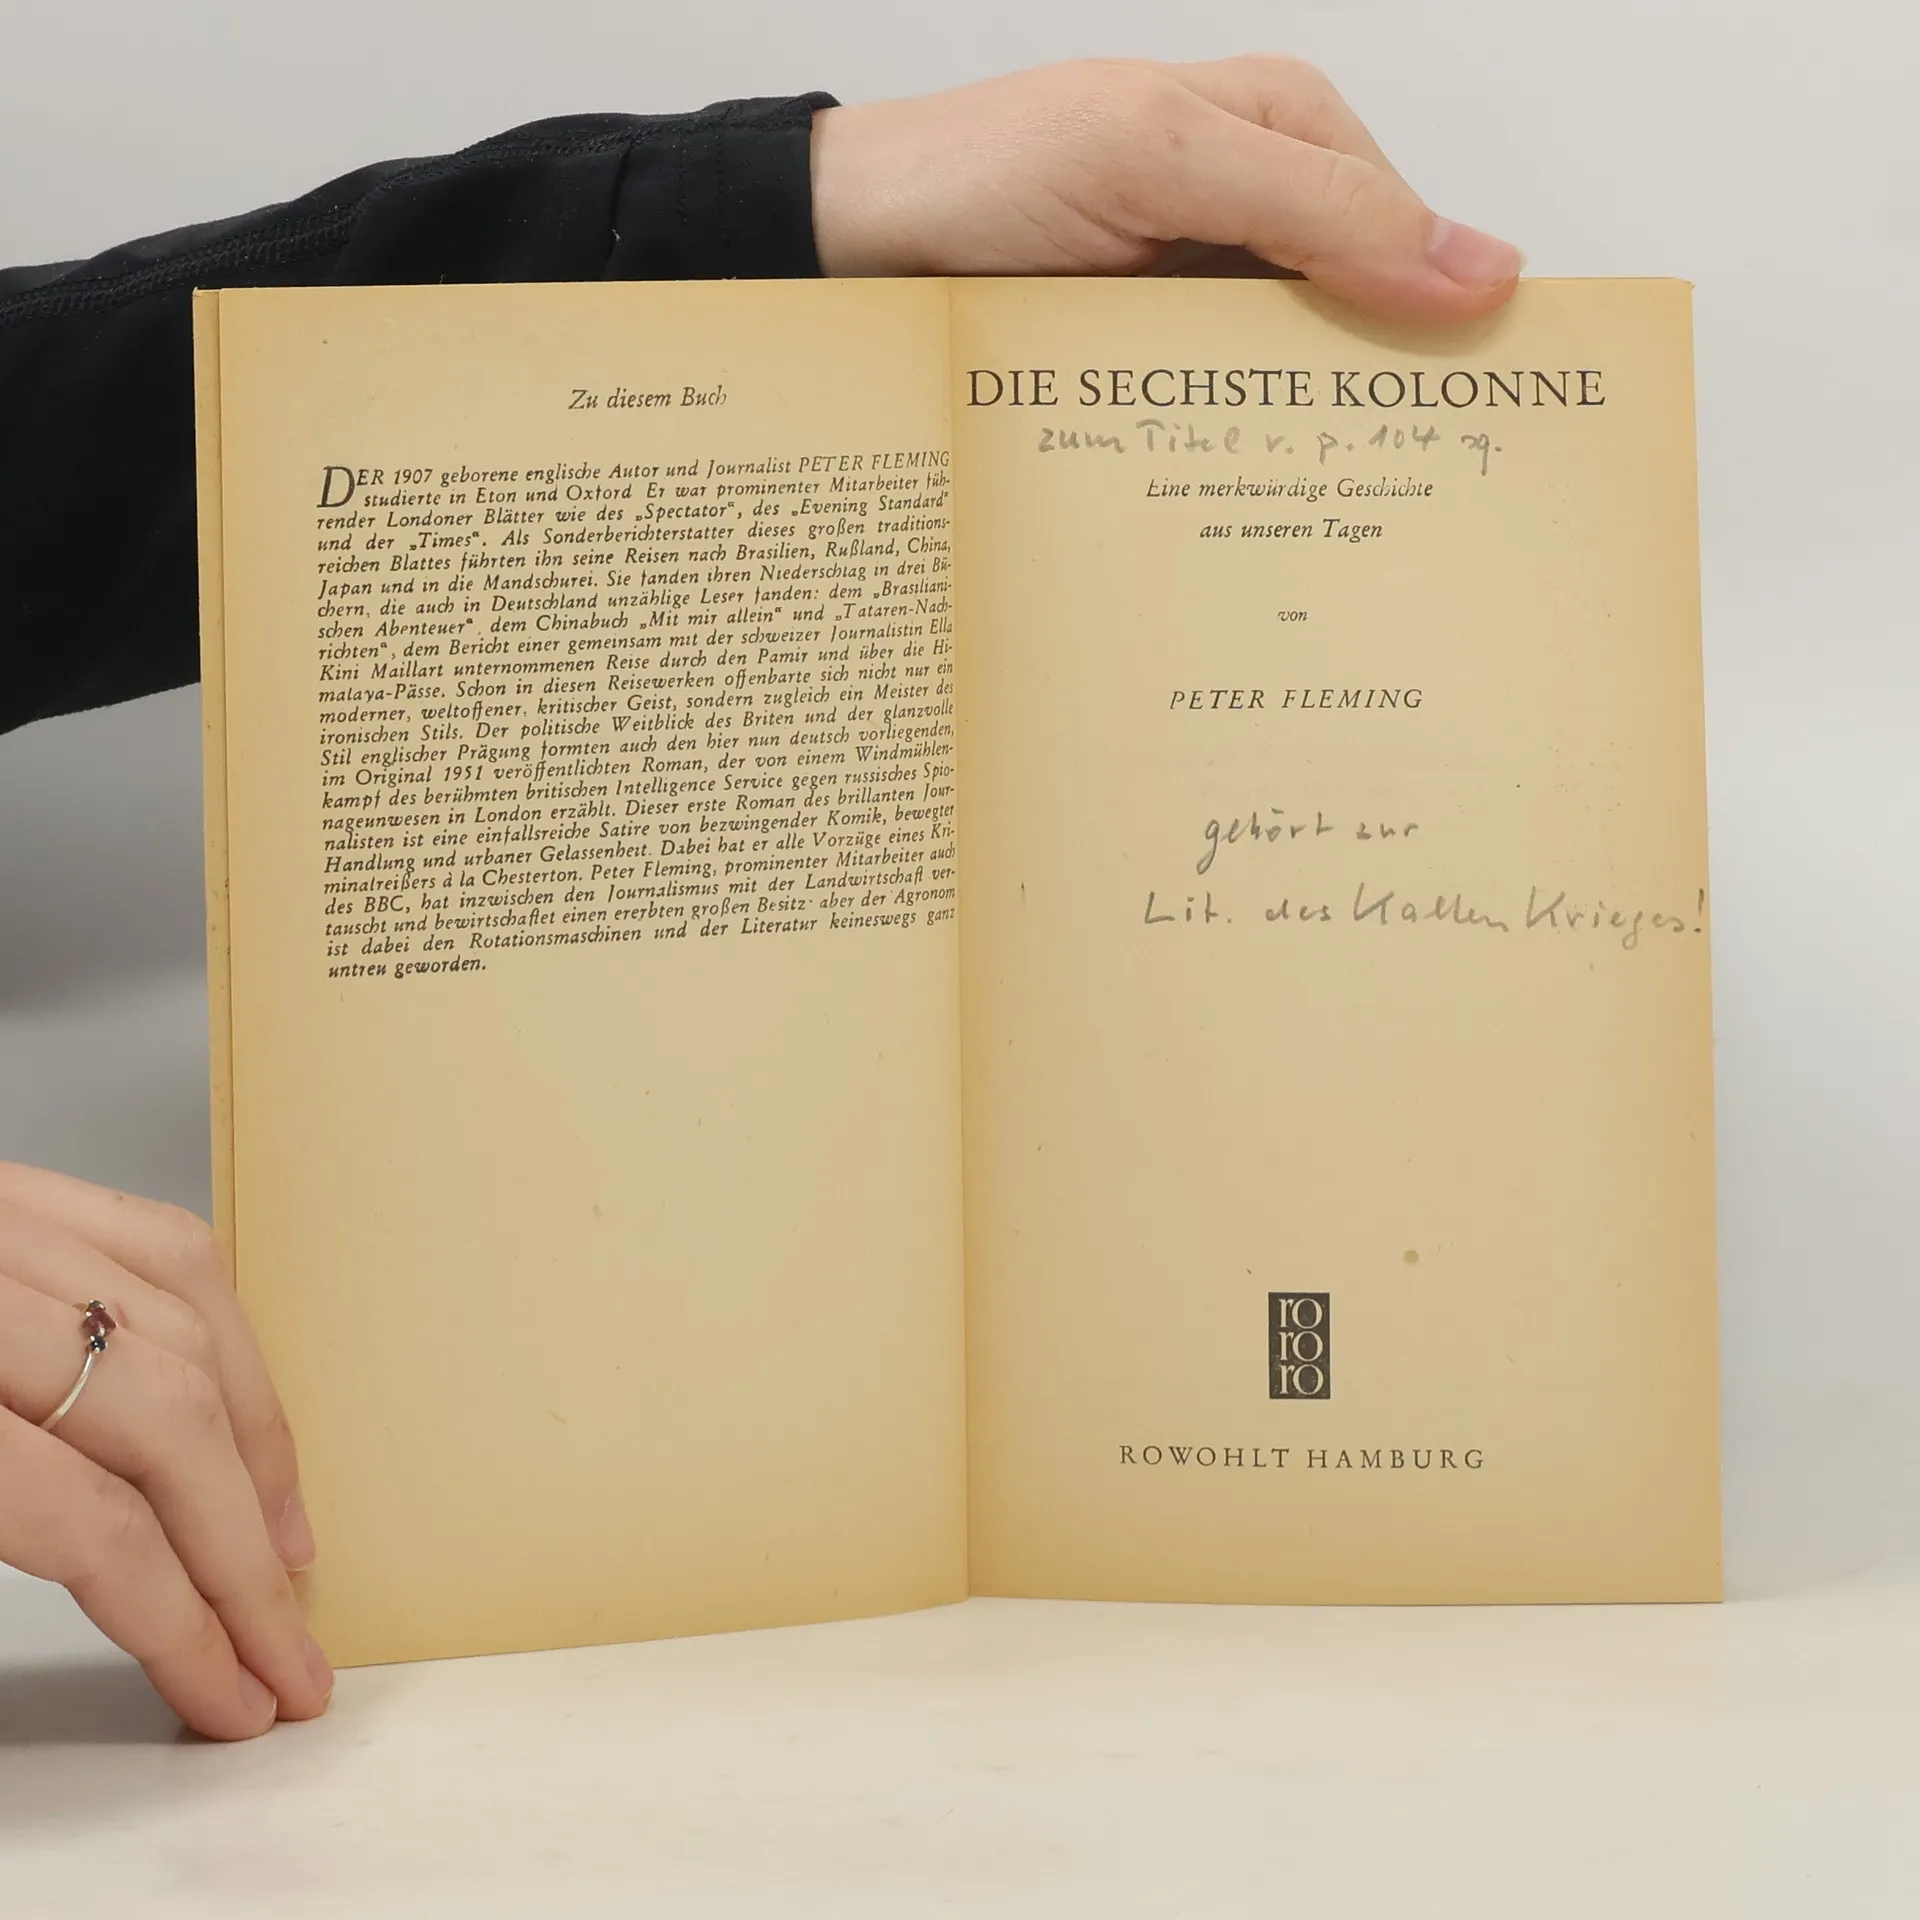 Zu diesem Buch
DER 1907 geborene englische Autor und Journalist PETER FLEMING
studierte in Eton und Oxford Er war prominenter Mitarbeiter füh-
render Londoner Blätter wie des „Spectator“, des „Evening Standard“
und der „Times“. Als Sonderberichterstatter dieses großen traditions-
reichen Blattes führten ihn seine Reisen nach Brasilien, Rußland, China,
Japan und in die Mandschurei. Sie fanden ihren Niederschlag in drei Bü-
chern, die auch in Deutschland unzählige Leser fanden: dem „Brasiliani-
schen Abenteuer“, dem Chinabuch „Mit mir allein“ und „Tataren-Nach-
richten“, dem Bericht einer gemeinsam mit der schweizer Journalistin Ella
Kini Maillart unternommenen Reise durch den Pamir und über die Hi-
malaya-Pässe. Schon in diesen Reisewerken offenbarte sich nicht nur ein
moderner, weltoffener, kritischer Geist, sondern zugleich ein Meister des
ironischen Stils. Der politische Weitblick des Briten und der glanzvolle
Stil englischer Prägung formten auch den hier nun deutsch vorliegenden,
im Original 1951 veröffentlichten Roman, der von einem Windmühlen-
kampf des berühmten britischen Intelligence Service gegen russisches Spio-
nageunwesen in London erzählt. Dieser erste Roman des brillanten Jour-
nalisten ist eine einfallsreiche Satire von bezwingender Komik, bewegter
Handlung und urbaner Gelassenheit. Dabei hat er alle Vorzüge eines Kri-
minalreißers à la Chesterton. Peter Fleming, prominenter Mitarbeiter auch
des BBC, hat inzwischen den Journalismus mit der Landwirtschaft ver-
tauscht und bewirtschaftet einen ererbten großen Besitz· aber der Agronom
ist dabei den Rotationsmaschinen und der Literatur keineswegs ganz
untreu geworden.
DIE SECHSTE KOLONNE
zum Titel v. p. 104 sq.
Eine merkwürdige Geschichte
aus unseren Tagen
von
PETER FLEMING
gehört zur
Lit. des Kalten Krieges!
ro
ro
ro
ROWOHLT HAMBURG